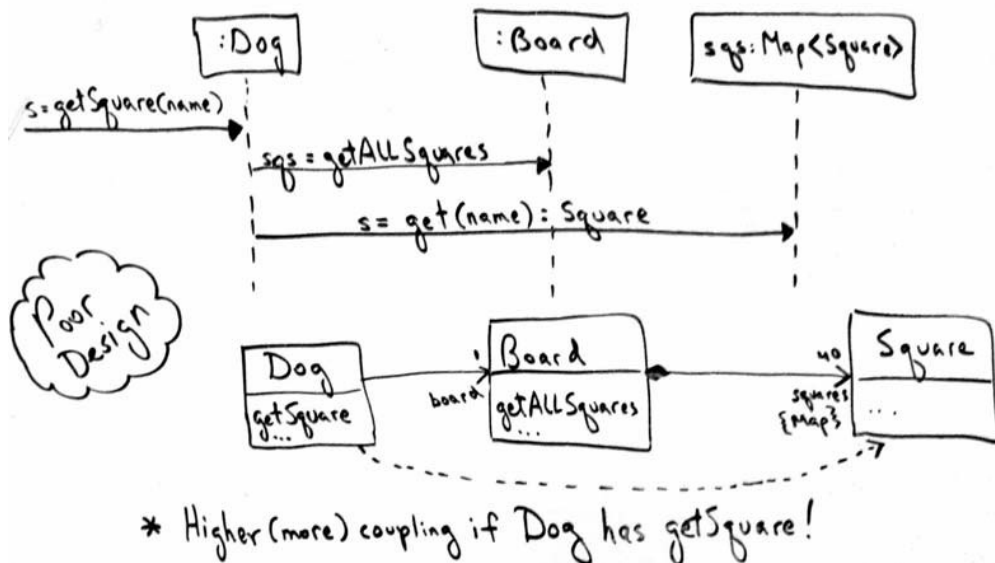 :Dog
:Board
sqs:Map<Square>
s=getSquare(name)
sqs=getALLSquares
s= get(name): Square
Poor
Design
Dog
getSquare
...
1
board
Board
getALLSquares
...
40
squares
{Map}
Square
...
* Higher (more) coupling if Dog has getSquare!